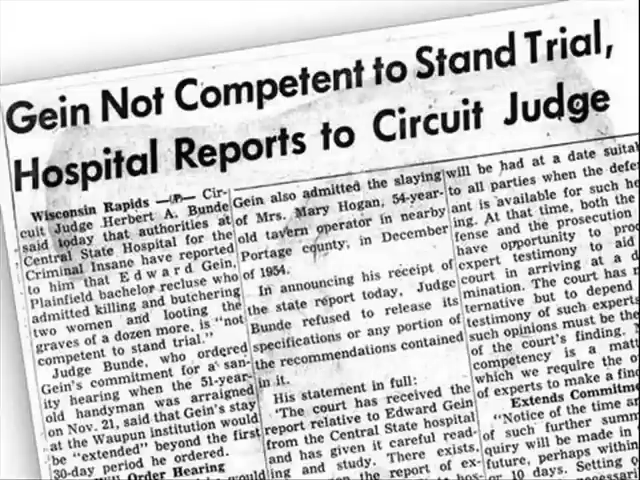 Gein Not Competent to Stand Trial,
Hospital Reports to Circuit Judge
Wisconsin Rapids —(AP)— Cir-
cuit Judge Herbert A. Bunde
said today that authorities at
Central State Hospital for the
Criminal Insane have reported
to him that Edward Gein,
Plainfield bachelor recluse who
admitted killing and butchering
two women and looting the
graves of a dozen more, is "not
competent to stand trial."
Judge Bunde, who ordered
Gein's commitment for a san-
ity hearing when the 51-year-
old handyman was arraigned
on Nov. 21, said that Gein's stay
at the Waupun institution would
be "extended" beyond the first
30-day period he ordered.
Order Hearing
would
Gein also admitted the slaying
of Mrs. Mary Hogan, 54-year-
old tavern operator in nearby
Portage county, in December
of 1954.
In announcing his receipt of
the state report today, Judge
Bunde refused to release its
specifications or any portion of
the recommendations contained
in it.
His statement in full:
"The court has received the
report relative to Edward Gein
from the Central State hospital
and has given it careful read-
ing and study. There exists,
the report of ex-
will be had at a date suitab
to all parties when the defe
ant is available for such h
ing. At that time, both the
fense and the prosecution
have opportunity to pro
expert testimony to aid
court in arriving at a d
mination. The court has
ternative but to depend
testimony of such expert
such opinions must be the
of the court's finding.
competency is a matt
which we require the o
of experts to make a find
Extends Commitm
"Notice of the time an
of such further sum
quiry will be made in
future, perhaps within
or 10 days. Setting o
necessari